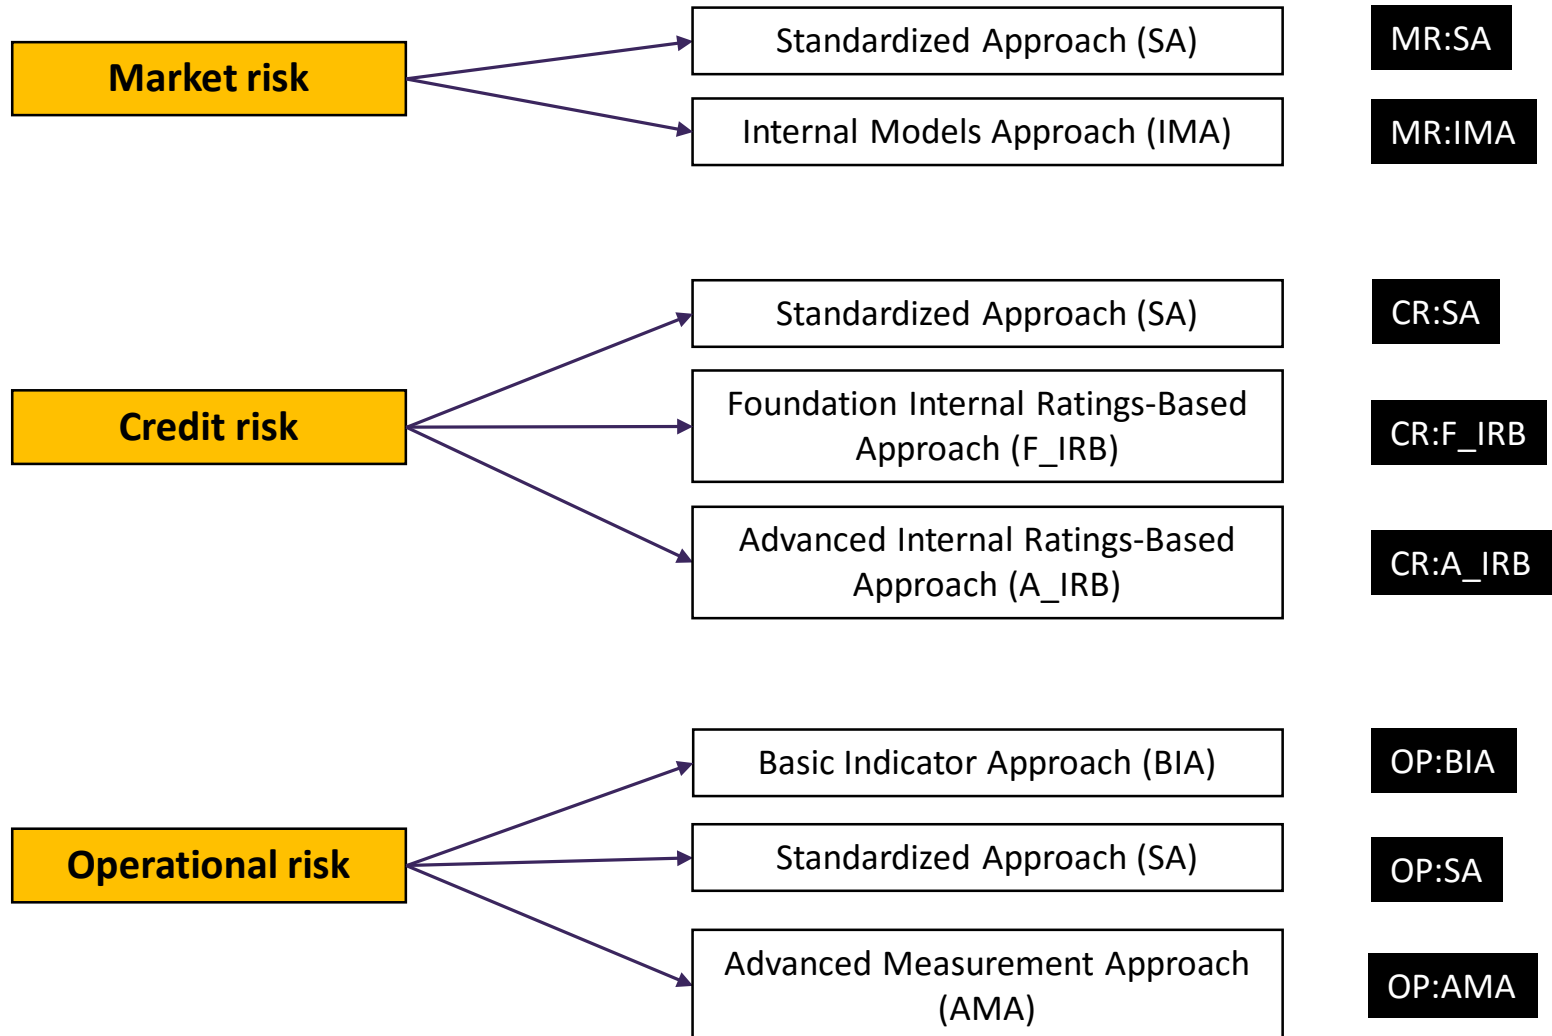 Market risk
Standardized Approach (SA)
MR:SA
Internal Models Approach (IMA)
MR:IMA
Credit risk
Standardized Approach (SA)
CR:SA
Foundation Internal Ratings-Based
Approach (F_IRB)
CR:F_IRB
Advanced Internal Ratings-Based
Approach (A_IRB)
CR:A_IRB
Operational risk
Basic Indicator Approach (BIA)
OP:BIA
Standardized Approach (SA)
OP:SA
Advanced Measurement Approach
(AMA)
OP:AMA